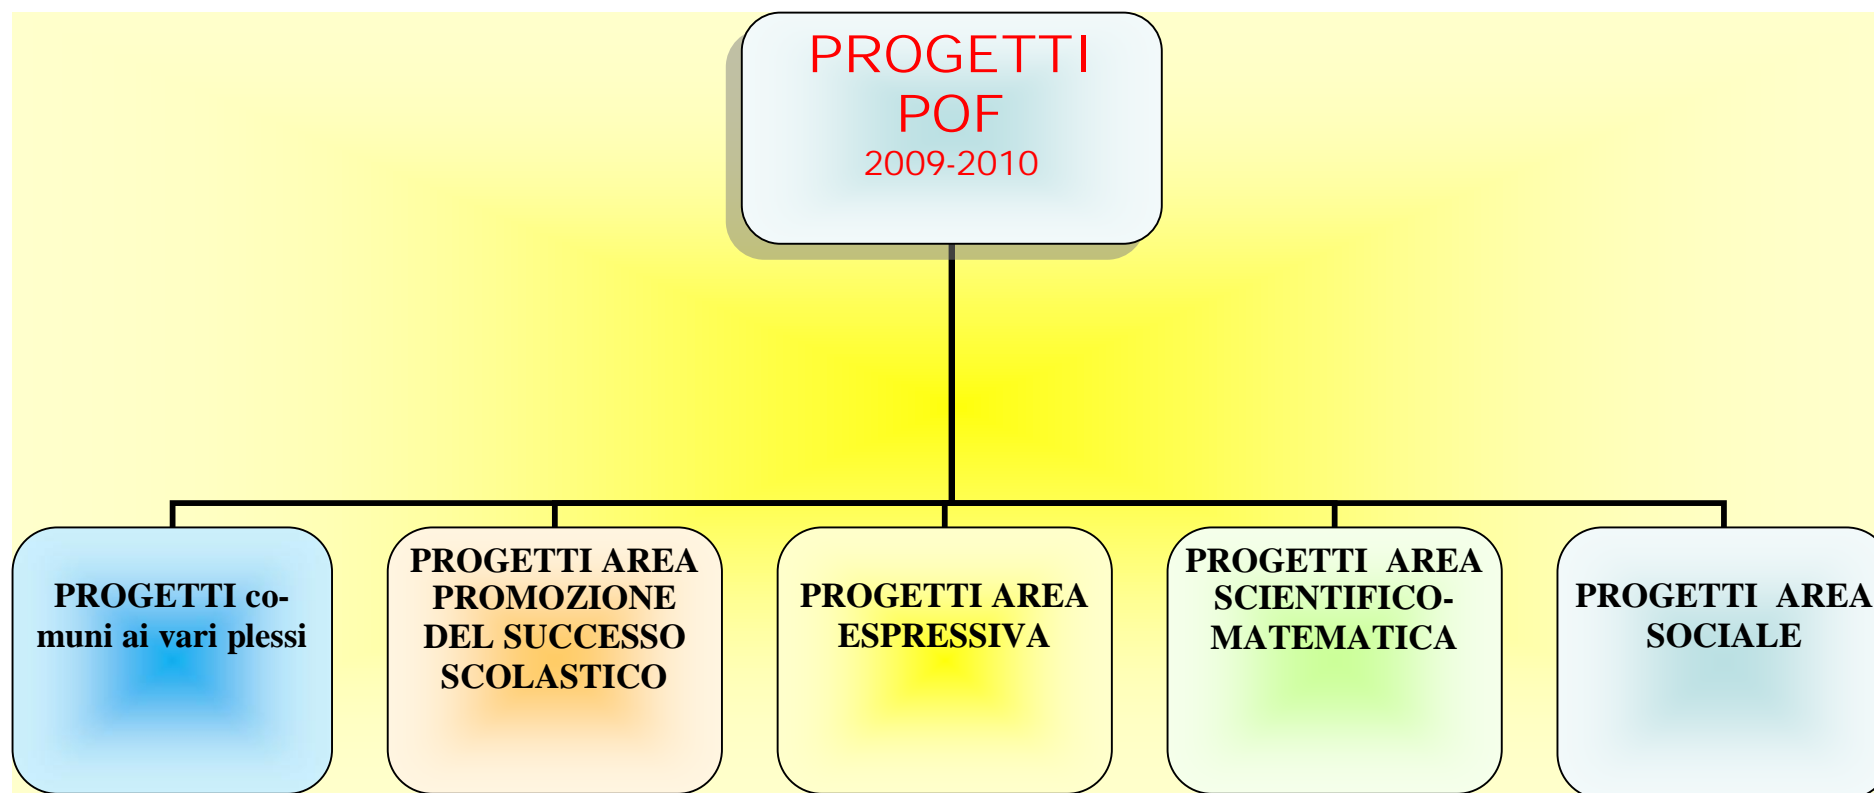 PROGETTI
POF
2009-2010
PROGETTI co-
muni ai vari plessi
PROGETTI AREA
PROMOZIONE
DEL SUCCESSO
SCOLASTICO
PROGETTI AREA
ESPRESSIVA
PROGETTI  AREA
SCIENTIFICO-
MATEMATICA
PROGETTI  AREA
SOCIALE